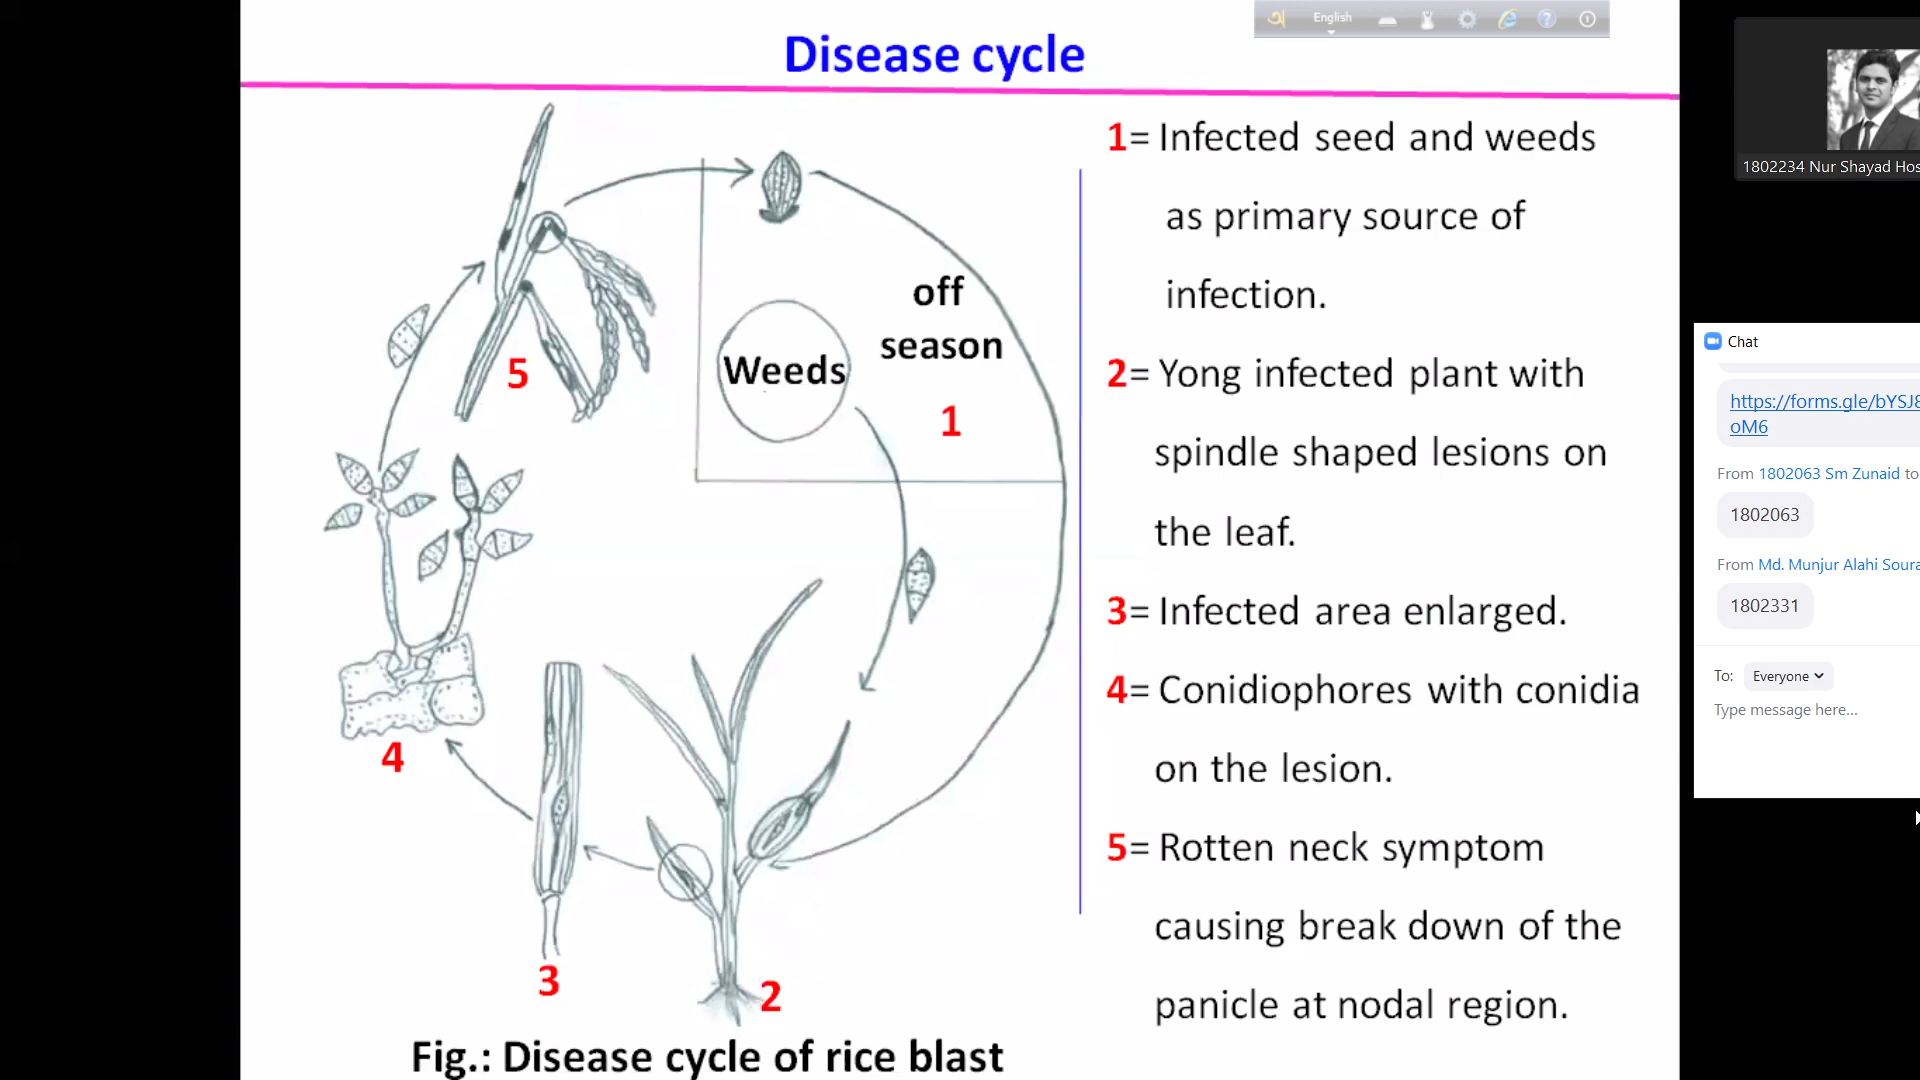 English
Disease cycle
1= Infected seed and weeds
as primary source of
infection.
2= Yong infected plant with
spindle shaped lesions on
the leaf.
3= Infected area enlarged.
4= Conidiophores with conidia
on the lesion.
5= Rotten neck symptom
causing break down of the
panicle at nodal region.
off
season
Weeds
1
5
4
3
2
Fig.: Disease cycle of rice blast
1802234 Nur Shayad Hos
Chat
https://forms.gle/bYSJ8
oM6
From 1802063 Sm Zunaid to
1802063
From Md. Munjur Alahi Soura
1802331
To: Everyone
Type message here...